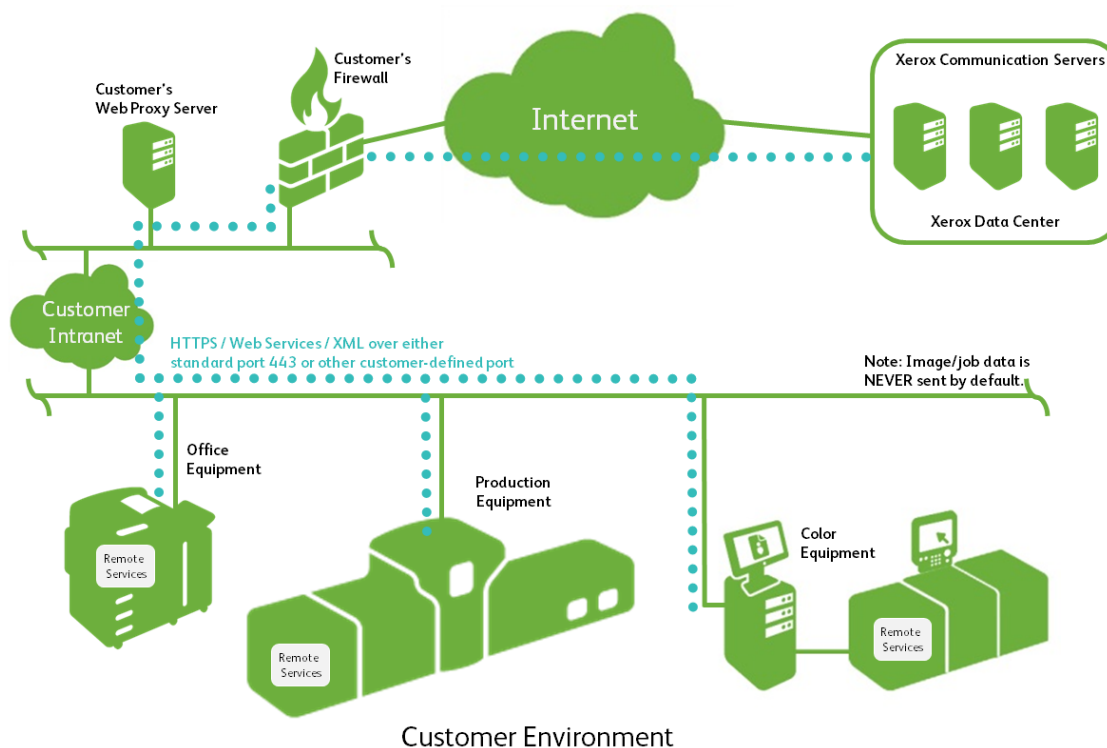 Customer's
Firewall
Xerox Communication Servers
Customer's
Web Proxy Server
Internet
Xerox Data Center
Customer
Intranet
HTTPS / Web Services / XML over either
standard port 443 or other customer-defined port
Note: Image/job data is
NEVER sent by default.
Office
Equipment
Production
Equipment
Color
Equipment
Remote
Services
Remote
Services
Remote
Services
Customer Environment